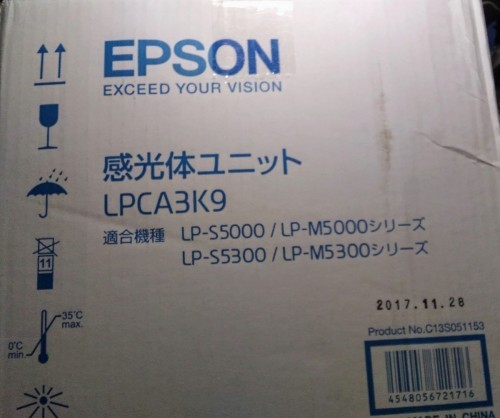 EPSON
EXCEED YOUR VISION
感光体ユニット
LPCA3K9
適合機種 LP-S5000 / LP-M5000シリーズ
LP-S5300 / LP-M5300シリーズ
11
35℃
max.
0℃
min.
2017.11.28
Product No.C13S051153
4548056721716
MADE IN CHINA